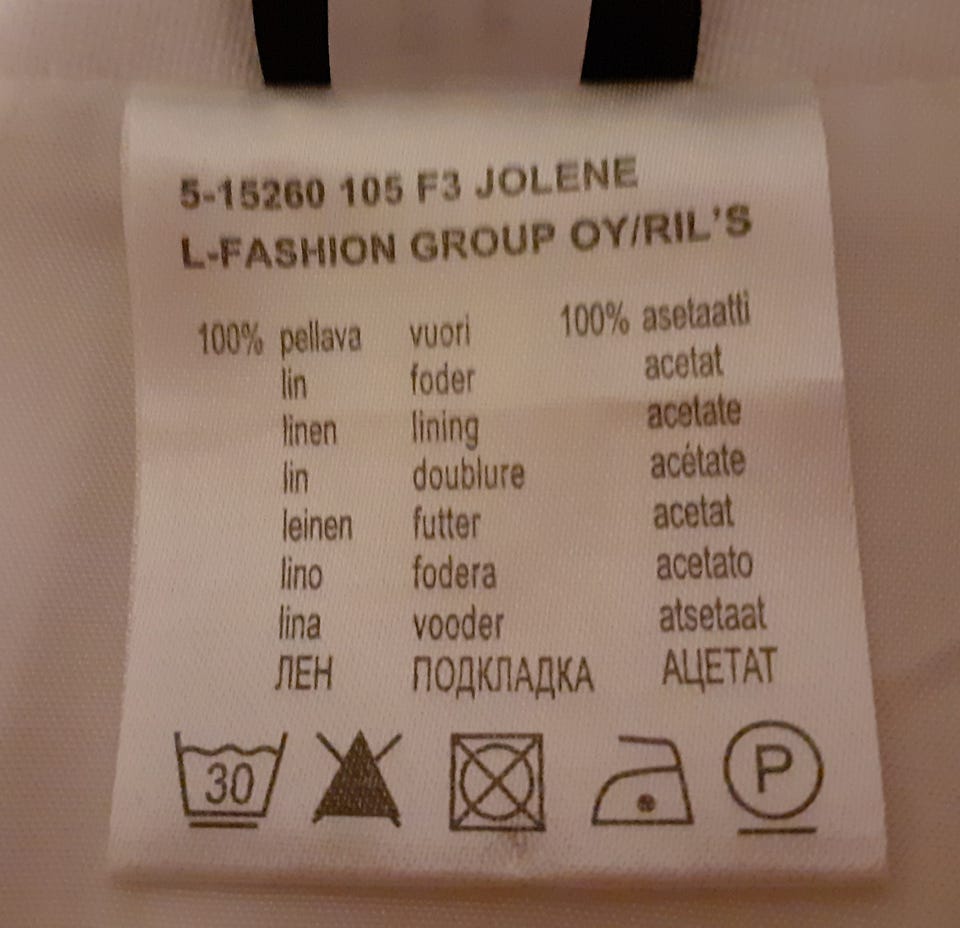 5-15260 105 F3 JOLENE
L-FASHION GROUP OY/RIL'S
100% pellava vuori 100% asetaatti
lin foder acetat
linen lining acetate
lin doublure acétate
leinen futter acetat
lino fodera acetato
lina vooder atsetaat
ЛЕН ПОДКЛАДКА АЦЕТАТ
30 P